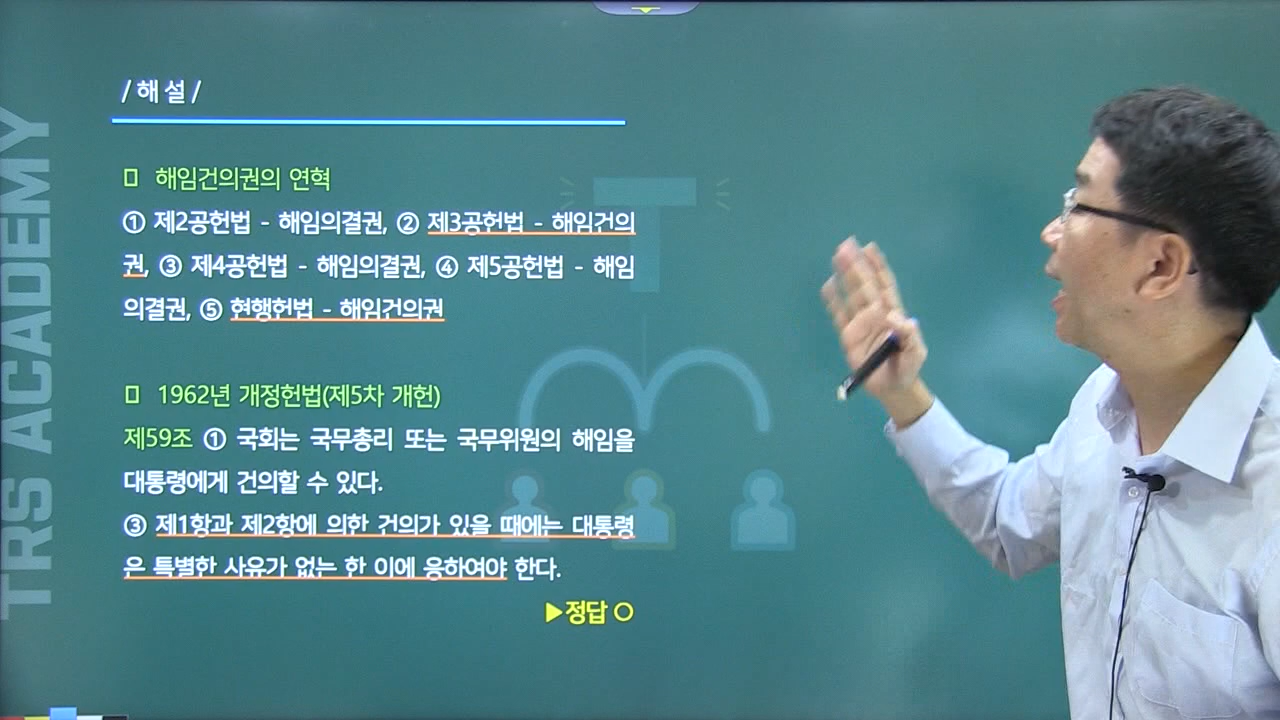 / 해 설 /
해임건의권의 연혁
① 제2공헌법 - 해임의결권, ② 제3공헌법 - 해임건의
권, ③ 제4공헌법 - 해임의결권, ④ 제5공헌법 - 해임
의결권, ⑤ 현행헌법 - 해임건의권
1962년 개정헌법(제5차 개헌)
제59조 ① 국회는 국무총리 또는 국무위원의 해임을
대통령에게 건의할 수 있다.
③ 제1항과 제2항에 의한 건의가 있을 때에는 대통령
은 특별한 사유가 없는 한 이에 응하여야 한다.
▶정답 ○
TRS ACADEMY